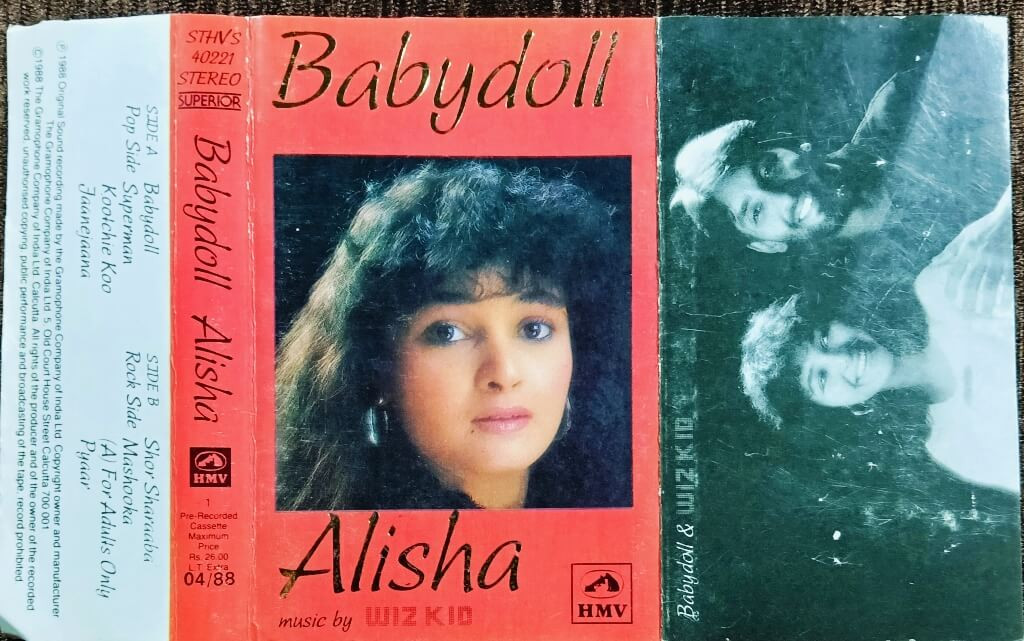 ℗ 1988 Original Sound recording made by the Gramophone Company of India Ltd. Copyright owner and manufacturer
The Gramophone Company of India Ltd 5, Old Court House Street Calcutta 700 001
© 1988 The Gramophone Company of India Ltd. Calcutta. All rights of the producer and of the owner of the recorded
work reserved, unauthorised copying, public performance and broadcasting of the tape, record prohibited
SIDE A Babydoll
Pop Side Superman
Kootchie Koo
Jaanejaana
SIDE B Shor Sharaaba
Rock Side Mashooka
(A) For Adults Only
Pyaar
STHVS
40221
STEREO
SUPERIOR
Babydoll Alisha
HMV
1
Pre-Recorded
Cassette
Maximum
Price
Rs. 26.00
L.T. Extra
04/88
Babydoll
Alisha
music by WIZ KID
HMV
Babydoll & WIZ KID